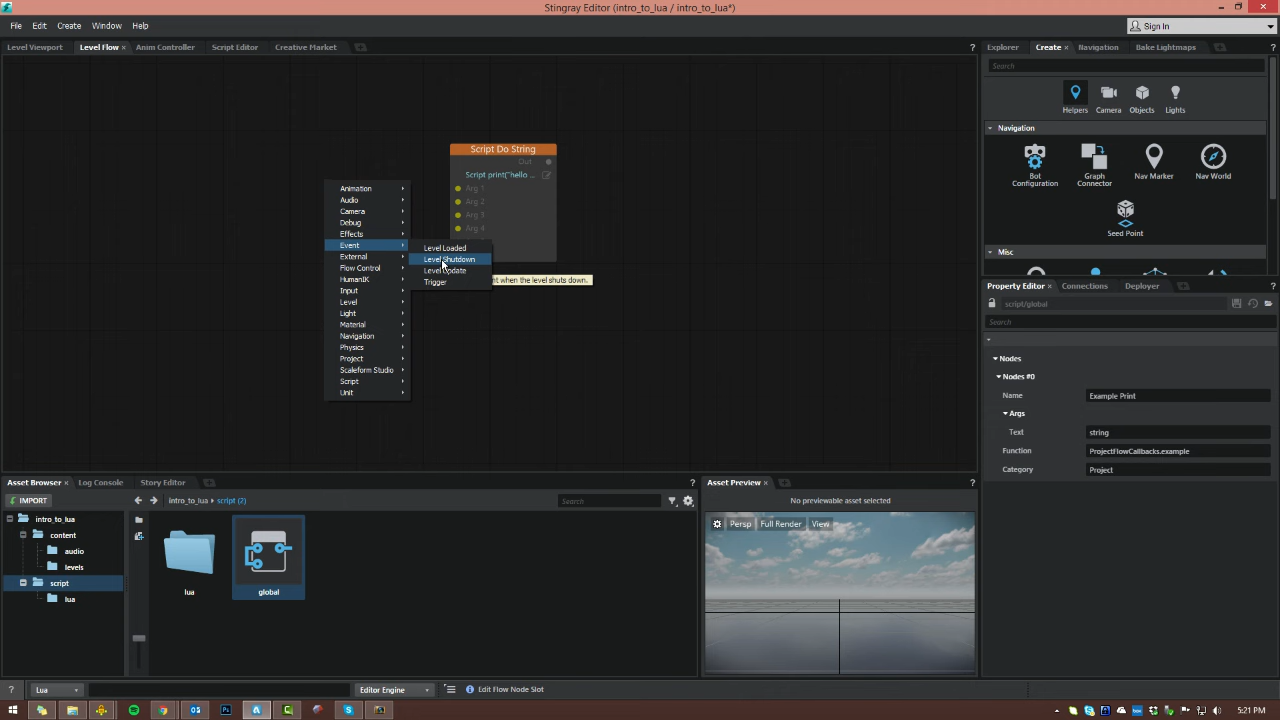 Stingray Editor (intro_to_lua / intro_to_lua*)
File Edit Create Window Help
Sign In
Level Viewport Level Flow × Anim Controller Script Editor Creative Market
?
Explorer Create × Navigation Bake Lightmaps
?
Search
Helpers Camera Objects Lights
Navigation
Bot Configuration
Graph Connector
Nav Marker
Nav World
Seed Point
Misc
Script Do String
Out
Script print("hello ...
Arg 1
Arg 2
Arg 3
Arg 4
Animation
Audio
Camera
Debug
Effects
Event
External
Flow Control
HumanIK
Input
Level
Light
Material
Navigation
Physics
Project
Scaleform Studio
Script
Unit
Level Loaded
Level Shutdown
Level Update
Trigger
nt when the level shuts down.
Property Editor × Connections Deployer
?
script/global
Search
Nodes
Nodes #0
Name Example Print
Args
Text string
Function ProjectFlowCallbacks.example
Category Project
Asset Browser × Log Console Story Editor
?
IMPORT
intro_to_lua script (2)
Search
intro_to_lua
content
audio
levels
script
lua
lua
global
Asset Preview ×
?
No previewable asset selected
Persp Full Render View
? Lua
Editor Engine
Edit Flow Node Slot
5:21 PM